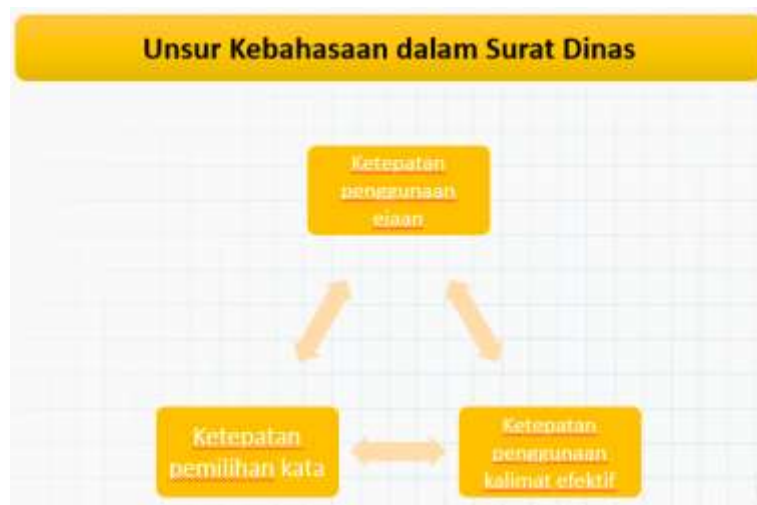 Unsur Kebahasaan dalam Surat Dinas
Ketepatan
penggunaan
ejaan
Ketepatan
pemilihan kata
Ketepatan
penggunaan
kalimat efektif